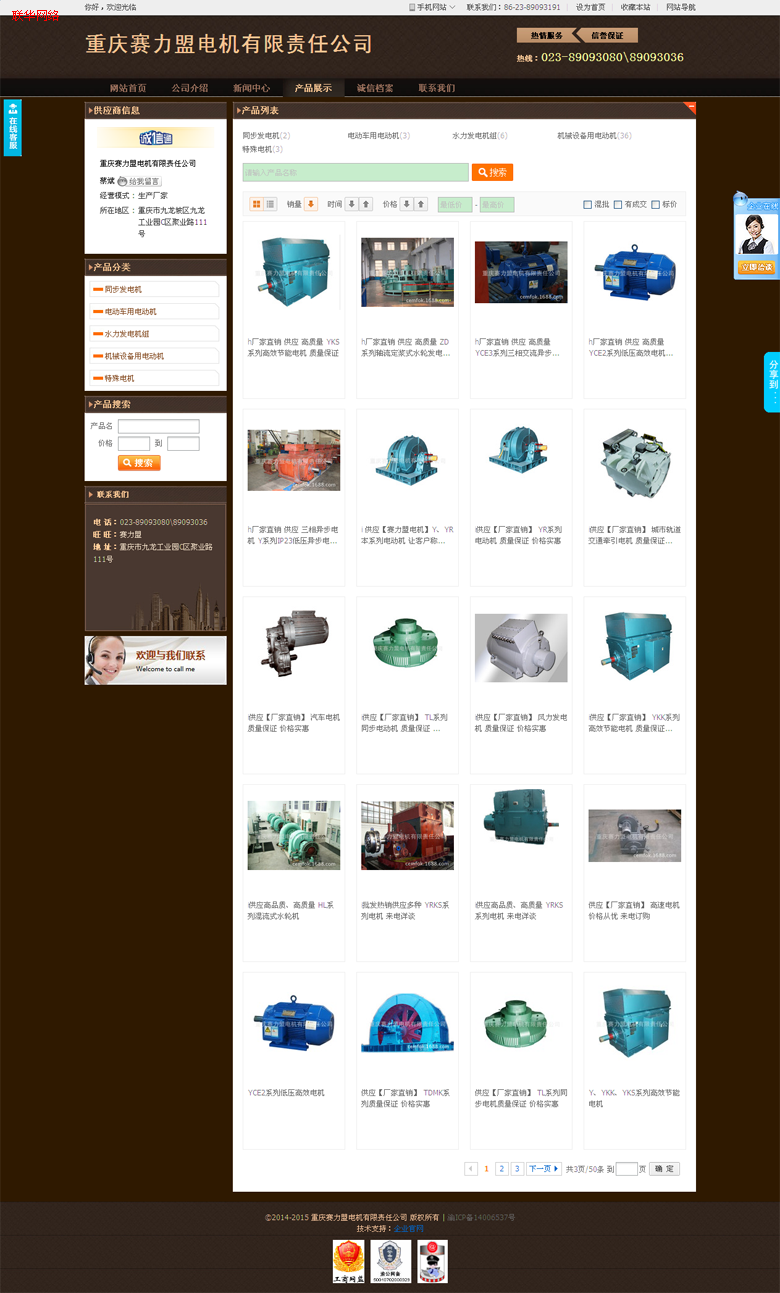 联华网络
你好，欢迎光临
手机网站
联系我们：86-23-89093191
设为首页
收藏本站
网站导航
重庆赛力盟电机有限责任公司
热情服务
信誉保证
热线：023-89093080\89093036
网站首页
公司介绍
新闻中心
产品展示
诚信档案
联系我们
在线客服
供应商信息
诚信通
重庆赛力盟电机有限责任公司
蔡斌 给我留言
经营模式：生产厂家
所在地区：重庆市九龙坡区九龙
工业园C区聚业路111
号
产品分类
同步发电机
电动车用电动机
水力发电机组
机械设备用电动机
特殊电机
产品搜索
产品名
价格 到
搜索
联系我们
电 话：023-89093080\89093036
旺 旺：赛力盟
地 址：重庆市九龙工业园C区聚业路
111号
欢迎与我们联系
Welcome to call me
产品列表
同步发电机(2)
电动车用电动机(3)
水力发电机组(6)
机械设备用电动机(36)
特殊电机(3)
请输入产品名称
搜索
销量
时间
价格
最低价 - 最高价
混批
有成交
标价
企业在线
立即洽谈
分享到
h厂家直销 供应 高质量 YKS
系列高效节能电机 质量保证
h厂家直销 供应 高质量 ZD
系列轴流定桨式水轮发电...
h厂家直销 供应 高质量
YCE3系列三相交流异步...
h厂家直销 供应 高质量
YCE2系列低压高效电机...
h厂家直销 供应 三相异步电
机 Y系列IP23低压异步电...
i 供应【赛力盟电机】Y、YR
本系列电动机 让客户称...
供应【厂家直销】 YR系列
电动机 质量保证 价格实惠
供应【厂家直销】 城市轨道
交通牵引电机 质量保证...
供应【厂家直销】 汽车电机
质量保证 价格实惠
供应【厂家直销】 TL系列
同步电动机 质量保证 ...
供应【厂家直销】 风力发电
机 质量保证 价格实惠
供应【厂家直销】 YKK系列
高效节能电机 质量保证...
供应高品质、高质量 HL系
列混流式水轮机
批发热销供应多种 YRKS系
列电机 来电详谈
供应高品质、高质量 YRKS
系列电机 来电详谈
供应【厂家直销】 高速电机
价格从优 来电订购
YCE2系列低压高效电机
供应【厂家直销】 TDMK系
列质量保证 价格实惠
供应【厂家直销】 TL系列同
步电机质量保证 价格实惠
Y、YKK、YKS系列高效节能
电机
1 2 3 下一页 共3页/50条 到 页 确 定
©2014-2015 重庆赛力盟电机有限责任公司 版权所有 | 渝ICP备14006537号
技术支持：企业官网
工商网监
渝公网备